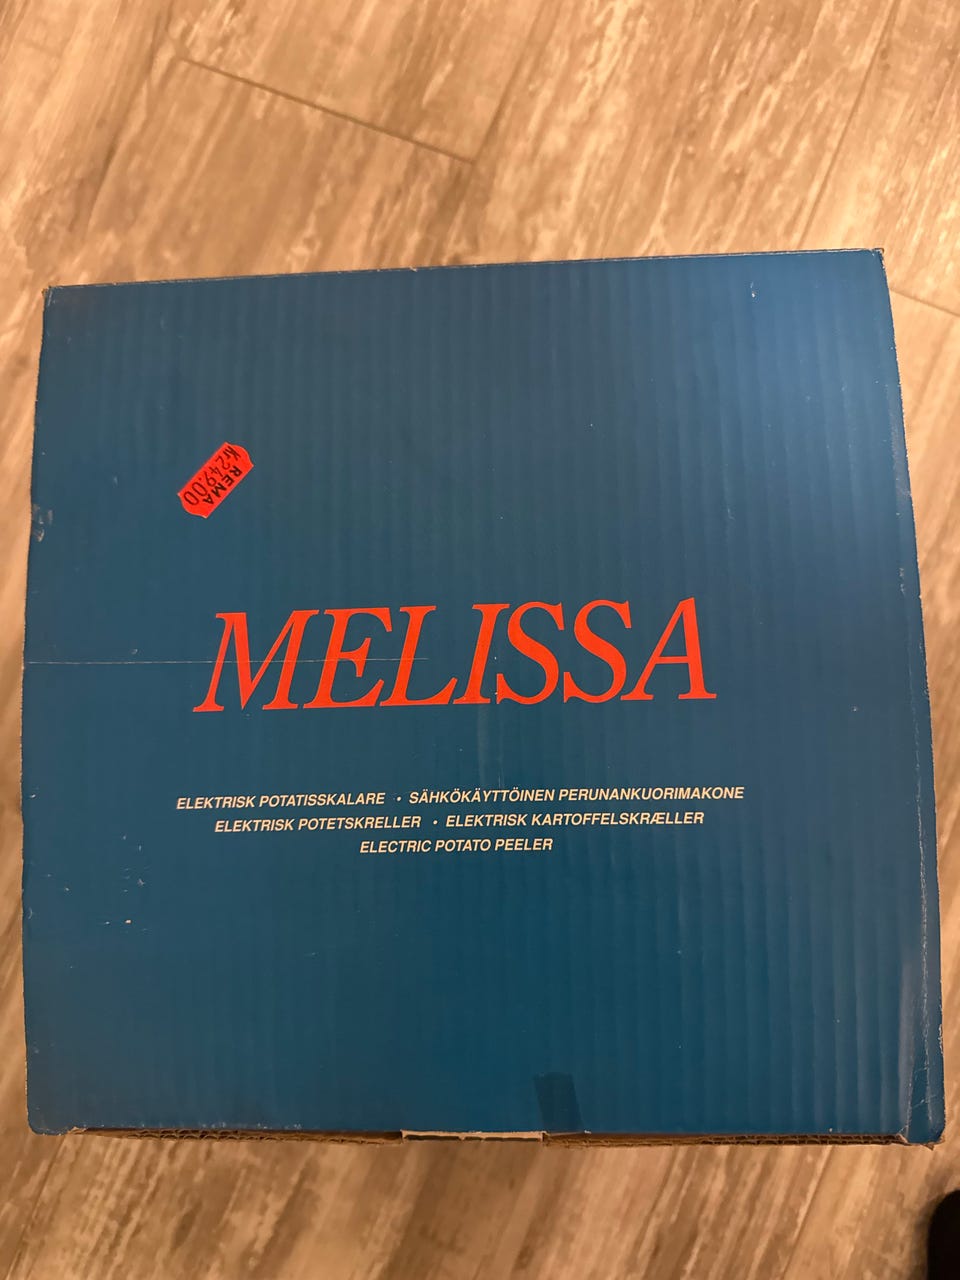 REMA
Kr249.00
MELISSA
ELEKTRISK POTATISSKALARE • SÄHKÖKÄYTTÖINEN PERUNANKUORIMAKONE
ELEKTRISK POTETSKRELLER • ELEKTRISK KARTOFFELSKRÆLLER
ELECTRIC POTATO PEELER